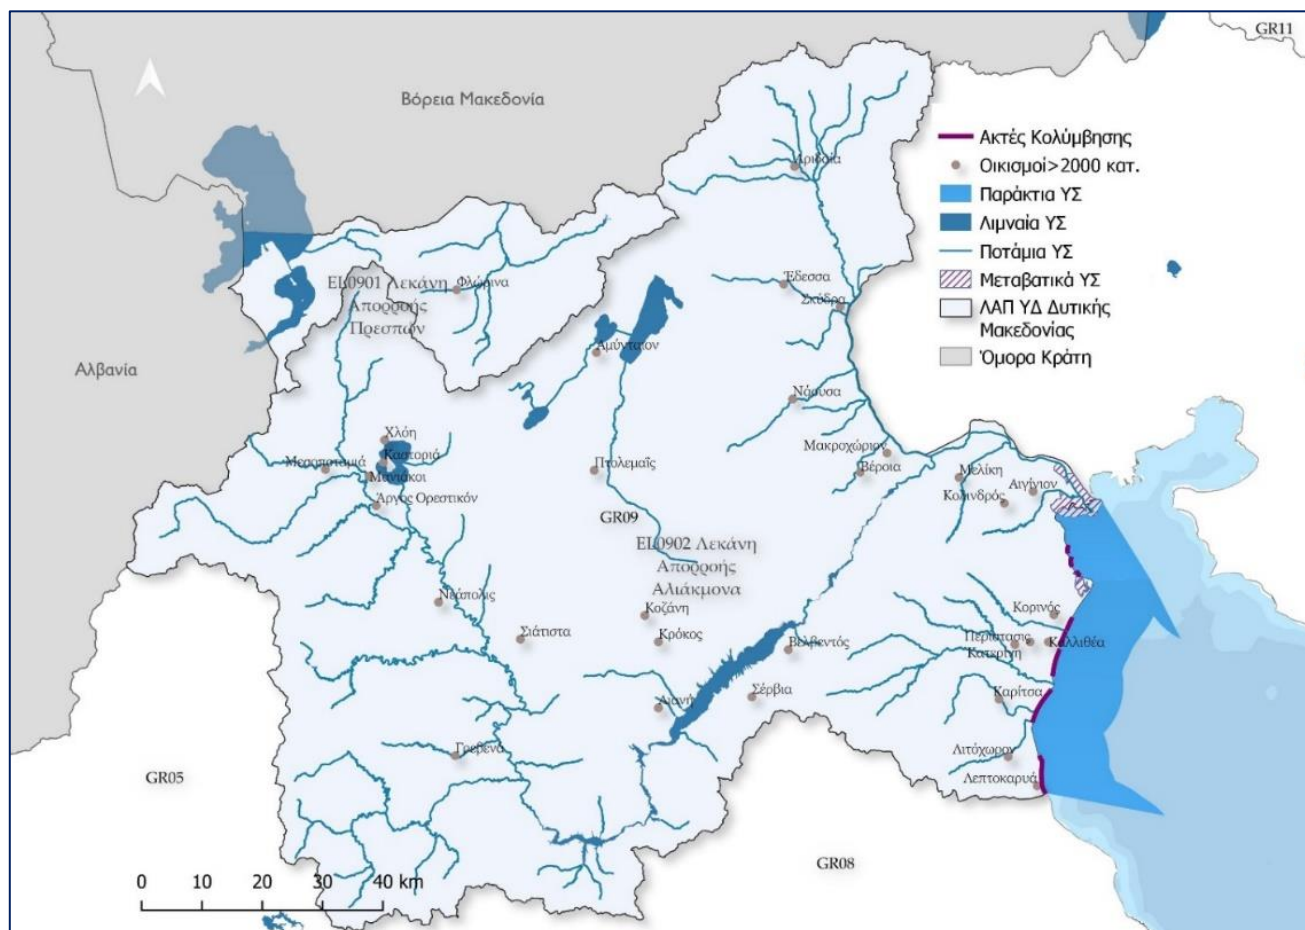 GR11
Βόρεια Μακεδονία
Ακτές Κολύμβησης
Οικισμοί>2000 κατ.
Παράκτια ΥΣ
Λιμναία ΥΣ
Ποτάμια ΥΣ
Μεταβατικά ΥΣ
ΛΑΠ ΥΔ Δυτικής
Μακεδονίας
Όμορα Κράτη
Αριδαία
EL0901 Λεκάνη
Απορροής
Πρεσπών
Φλώρινα
Έδεσσα
Σκύδρα
Αλβανία
Αμύνταιον
Νάουσα
Χλόη
Καστοριά
Μεσοποταμιά
Μανιάκοι
Άργος Ορεστικόν
Πτολεμαΐς
Μακροχώριον
Βέροια
Μελίκη
Αιγίνιον
Κολινδρός
GR09
EL0902 Λεκάνη
Απορροής
Αλιάκμονα
Νεάπολις
Κοζάνη
Κορινός
Σιάτιστα
Κρόκος
Βελβεντός
Περίστασις
Καλλιθέα
Κατερίνη
Αιανή
Σέρβια
Καρίτσα
Γρεβενά
Λιτόχωρον
Λεπτοκαρυά
GR05
GR08
0 10 20 30 40 km